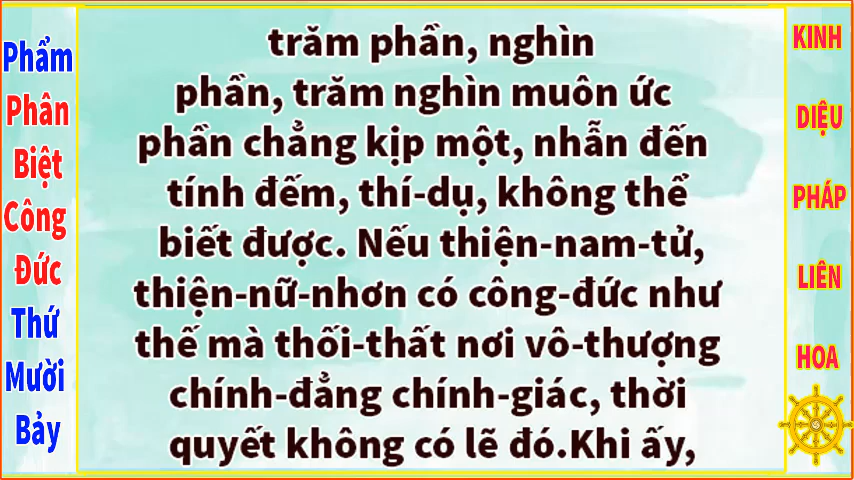 Phẩm
Phân
Biệt
Công
Đức
Thứ
Mười
Bảy
trăm phần, nghìn
phần, trăm nghìn muôn ức
phần chẳng kịp một, nhẫn đến
tính đếm, thí-dụ, không thể
biết được. Nếu thiện-nam-tử,
thiện-nữ-nhơn có công-đức như
thế mà thối-thất nơi vô-thượng
chính-đẳng chính-giác, thời
quyết không có lẽ đó.Khi ấy,
KINH
DIỆU
PHÁP
LIÊN
HOA